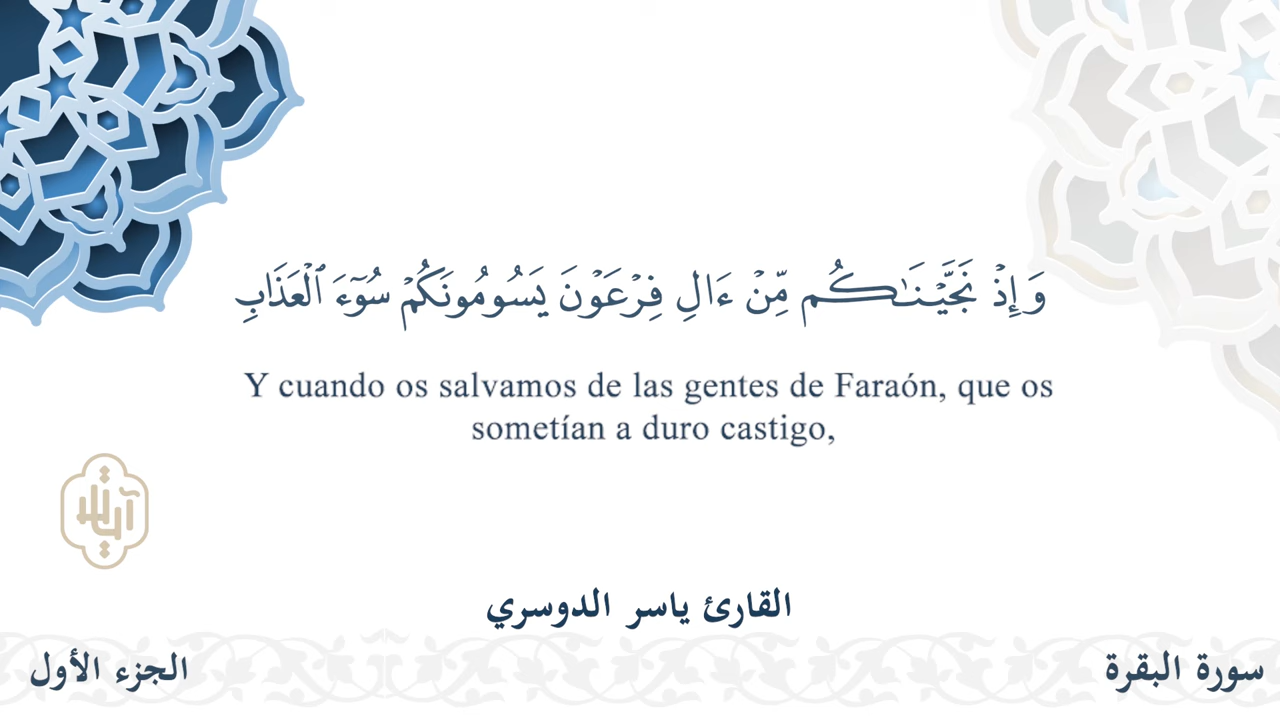 وَإِذۡ نَجَّيۡنَٰكُم مِّنۡ ءَالِ فِرۡعَوۡنَ يَسُومُونَكُمۡ سُوٓءَ ٱلۡعَذَابِ
Y cuando os salvamos de las gentes de Faraón, que os
sometían a duro castigo,
القارئ ياسر الدوسري
سورة البقرة
الجزء الأول